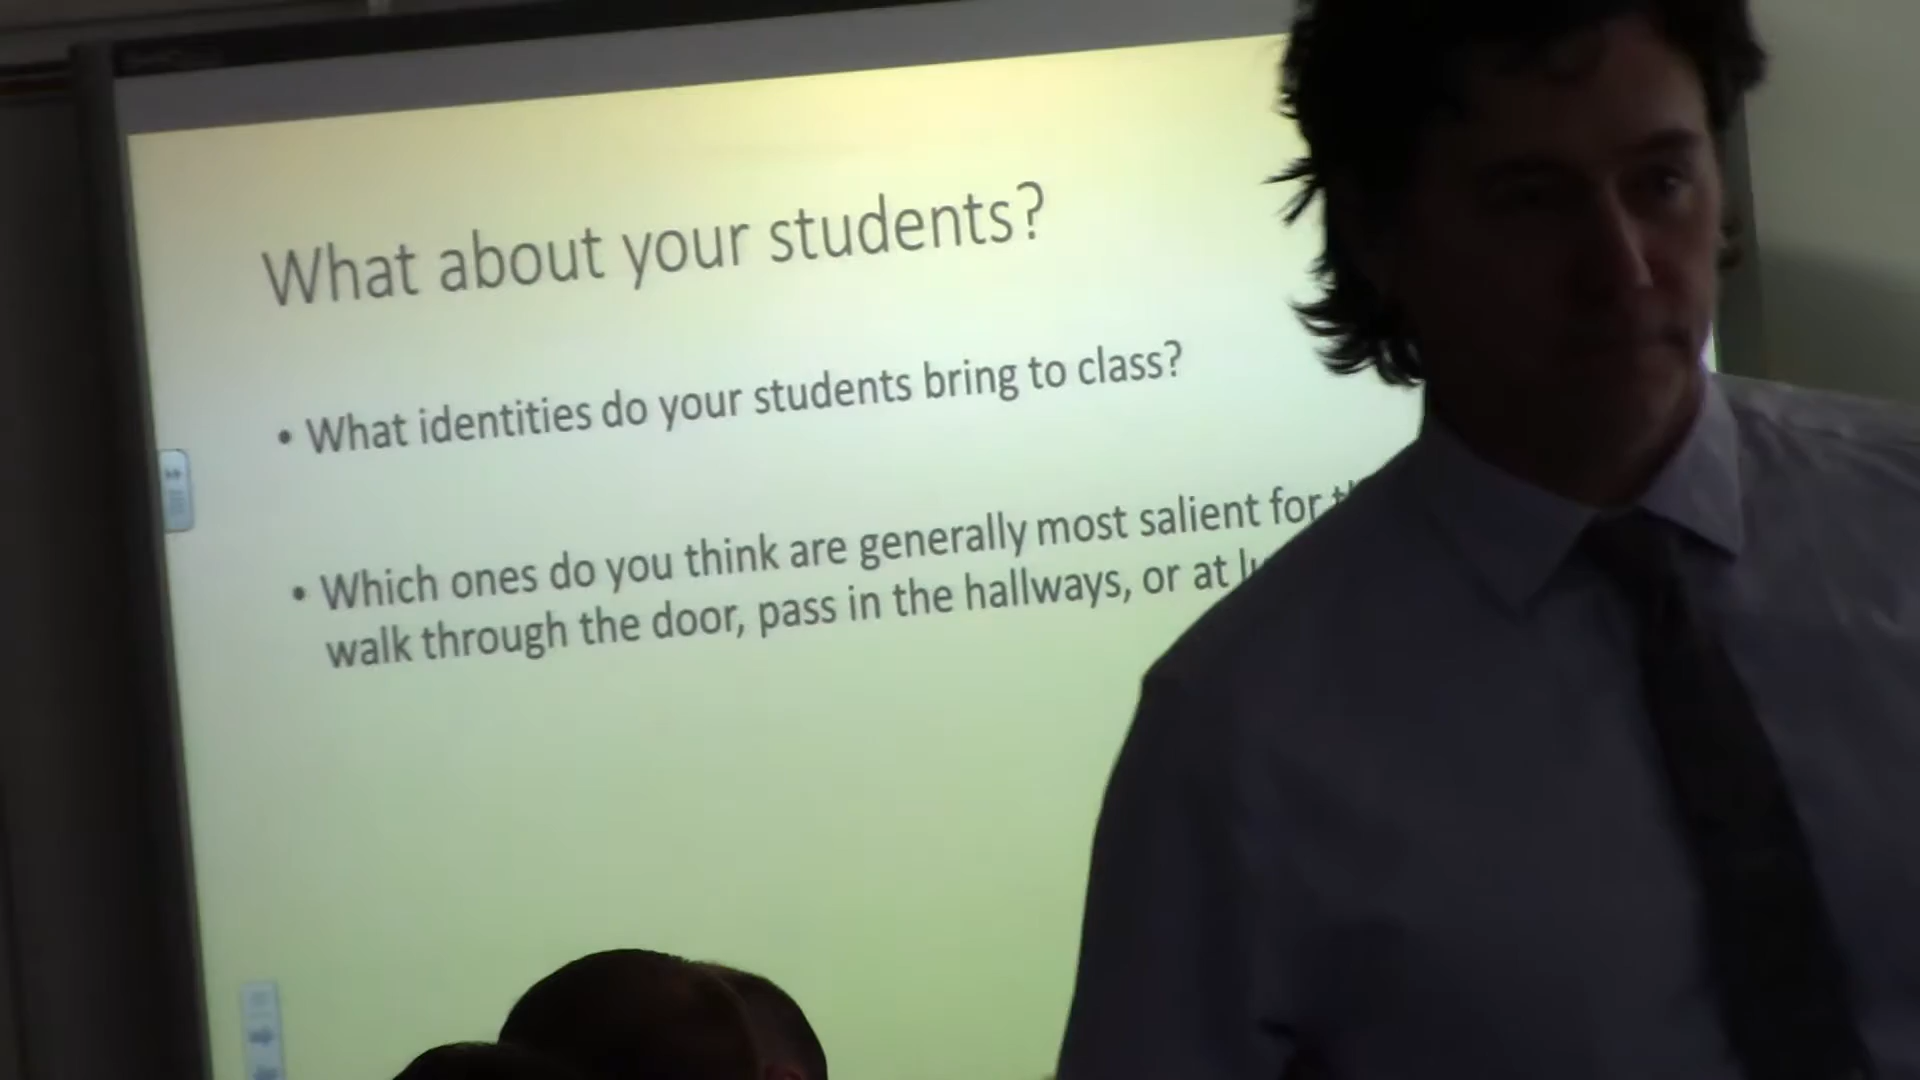 What about your students?
• What identities do your students bring to class?
• Which ones do you think are generally most salient for
walk through the door, pass in the hallways, or at